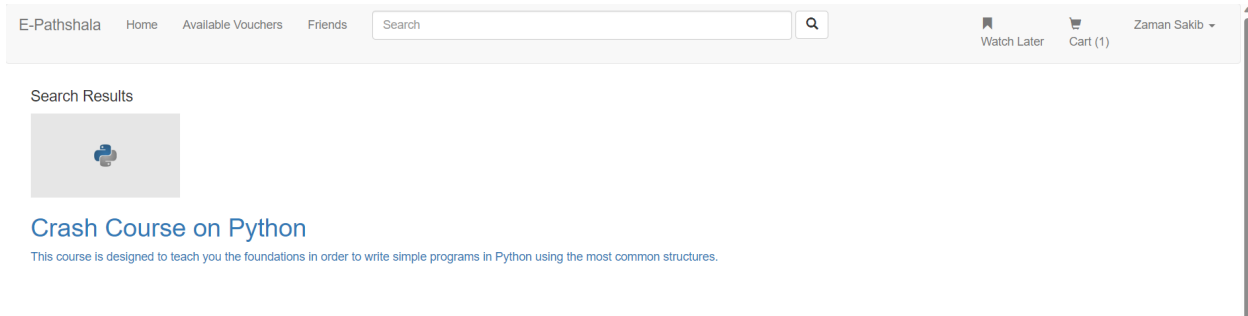 E-Pathshala Home Available Vouchers Friends Search Watch Later Cart (1) Zaman Sakib
Search Results
Crash Course on Python
This course is designed to teach you the foundations in order to write simple programs in Python using the most common structures.